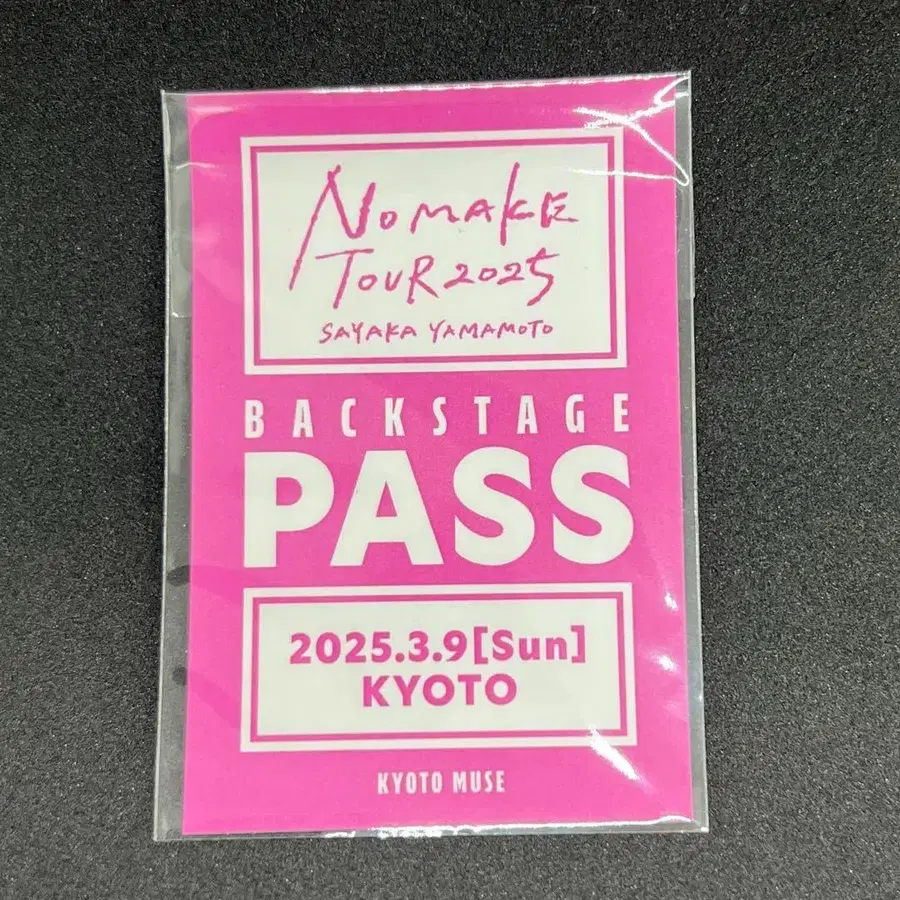 NOMAKE
TOUR 2025
SAYAKA YAMAMOTO
BACKSTAGE
PASS
2025.3.9[Sun]
KYOTO
KYOTO MUSE